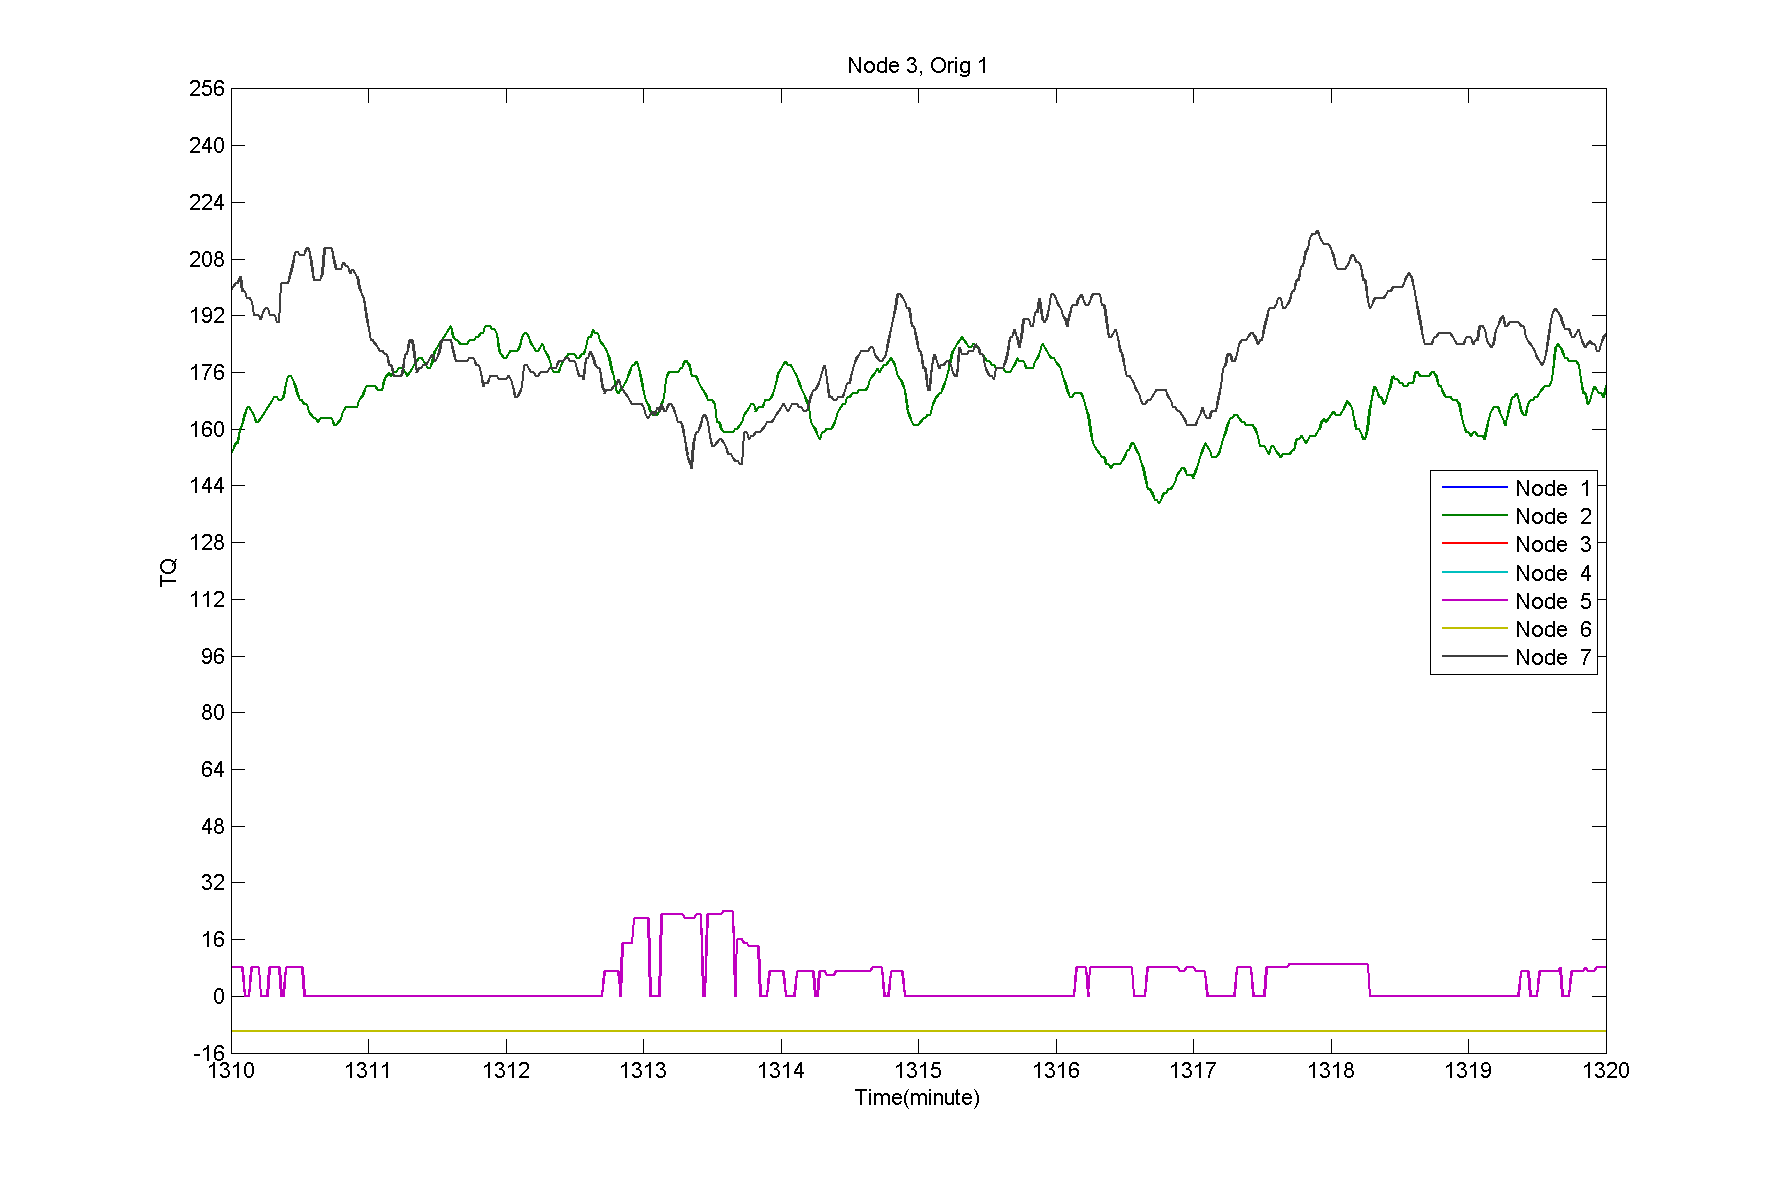 Node 3, Orig 1
256
240
224
208
192
176
160
144
128
112
96
80
64
48
32
16
0
-16
TQ
Node 1
Node 2
Node 3
Node 4
Node 5
Node 6
Node 7
1310 1311 1312 1313 1314 1315 1316 1317 1318 1319 1320
Time(minute)